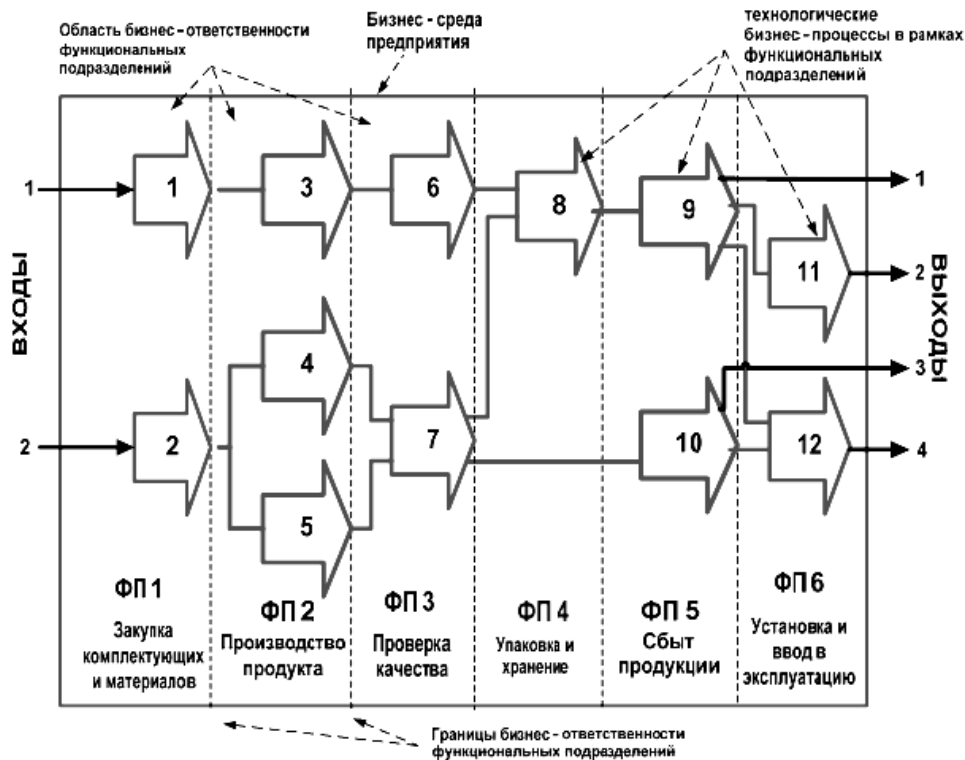 Область бизнес - ответственности
функциональных
подразделений
Бизнес - среда
предприятия
технологические
бизнес - процессы в рамках
функциональных
подразделений
ВХОДЫ
1
2
1
3
6
8
9
11
2
4
5
7
10
12
1
2
3
4
ВЫХОДЫ
ФП 1
Закупка
комплектующих
и материалов
ФП 2
Производство
продукта
ФП 3
Проверка
качества
ФП 4
Упаковка и
хранение
ФП 5
Сбыт
продукции
ФП 6
Установка и
ввод в
эксплуатацию
Границы бизнес - ответственности
функциональных подразделений